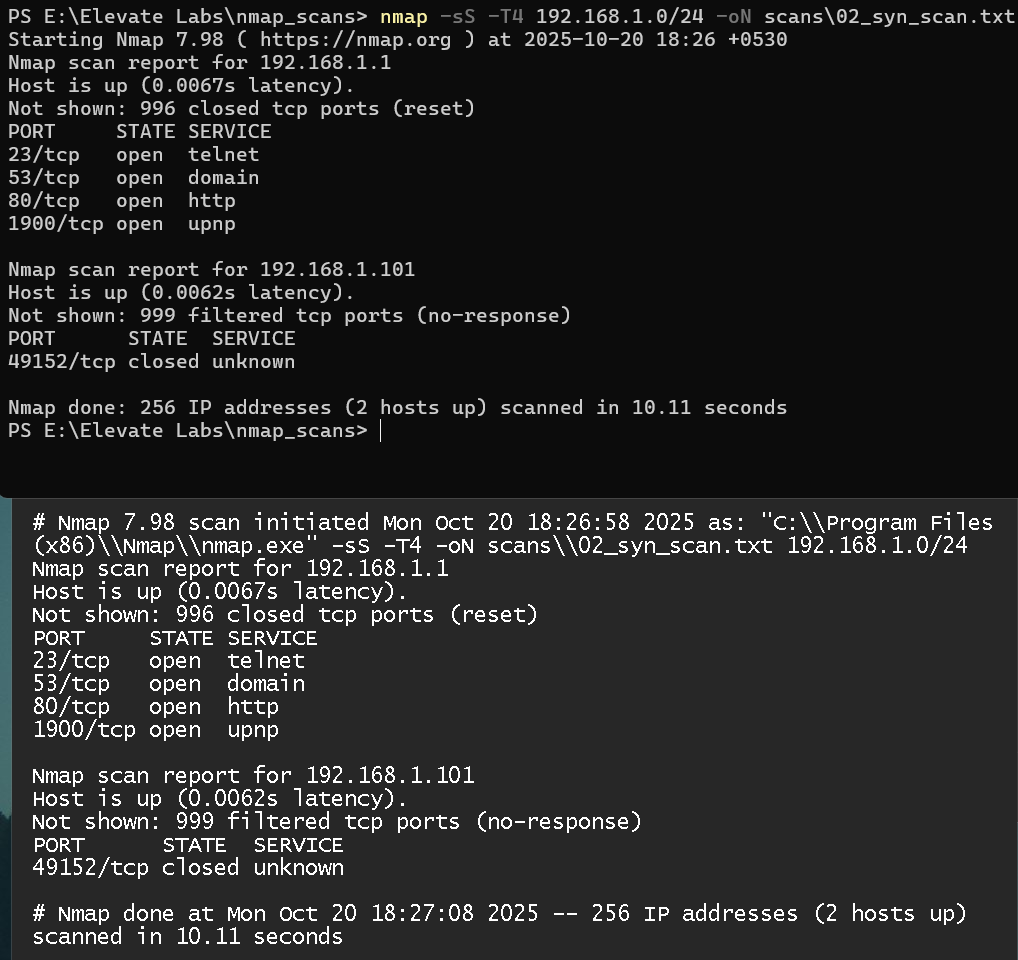 PS E:\Elevate Labs\nmap_scans> nmap -sS -T4 192.168.1.0/24 -oN scans\02_syn_scan.txt
Starting Nmap 7.98 ( https://nmap.org ) at 2025-10-20 18:26 +0530
Nmap scan report for 192.168.1.1
Host is up (0.0067s latency).
Not shown: 996 closed tcp ports (reset)
PORT     STATE SERVICE
23/tcp   open  telnet
53/tcp   open  domain
80/tcp   open  http
1900/tcp open  upnp

Nmap scan report for 192.168.1.101
Host is up (0.0062s latency).
Not shown: 999 filtered tcp ports (no-response)
PORT      STATE  SERVICE
49152/tcp closed unknown

Nmap done: 256 IP addresses (2 hosts up) scanned in 10.11 seconds
PS E:\Elevate Labs\nmap_scans>
# Nmap 7.98 scan initiated Mon Oct 20 18:26:58 2025 as: "C:\\Program Files
(x86)\\Nmap\\nmap.exe" -sS -T4 -oN scans\\02_syn_scan.txt 192.168.1.0/24
Nmap scan report for 192.168.1.1
Host is up (0.0067s latency).
Not shown: 996 closed tcp ports (reset)
PORT     STATE SERVICE
23/tcp   open  telnet
53/tcp   open  domain
80/tcp   open  http
1900/tcp open  upnp

Nmap scan report for 192.168.1.101
Host is up (0.0062s latency).
Not shown: 999 filtered tcp ports (no-response)
PORT      STATE  SERVICE
49152/tcp closed unknown

# Nmap done at Mon Oct 20 18:27:08 2025 -- 256 IP addresses (2 hosts up)
scanned in 10.11 seconds